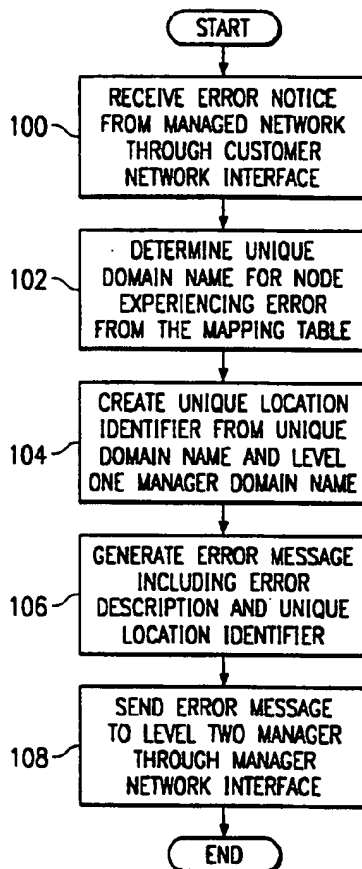 START
100
RECEIVE ERROR NOTICE
FROM MANAGED NETWORK
THROUGH CUSTOMER
NETWORK INTERFACE
102
DETERMINE UNIQUE
DOMAIN NAME FOR NODE
EXPERIENCING ERROR
FROM THE MAPPING TABLE
104
CREATE UNIQUE LOCATION
IDENTIFIER FROM UNIQUE
DOMAIN NAME AND LEVEL
ONE MANAGER DOMAIN NAME
106
GENERATE ERROR MESSAGE
INCLUDING ERROR
DESCRIPTION AND UNIQUE
LOCATION IDENTIFIER
108
SEND ERROR MESSAGE
TO LEVEL TWO MANAGER
THROUGH MANAGER
NETWORK INTERFACE
END